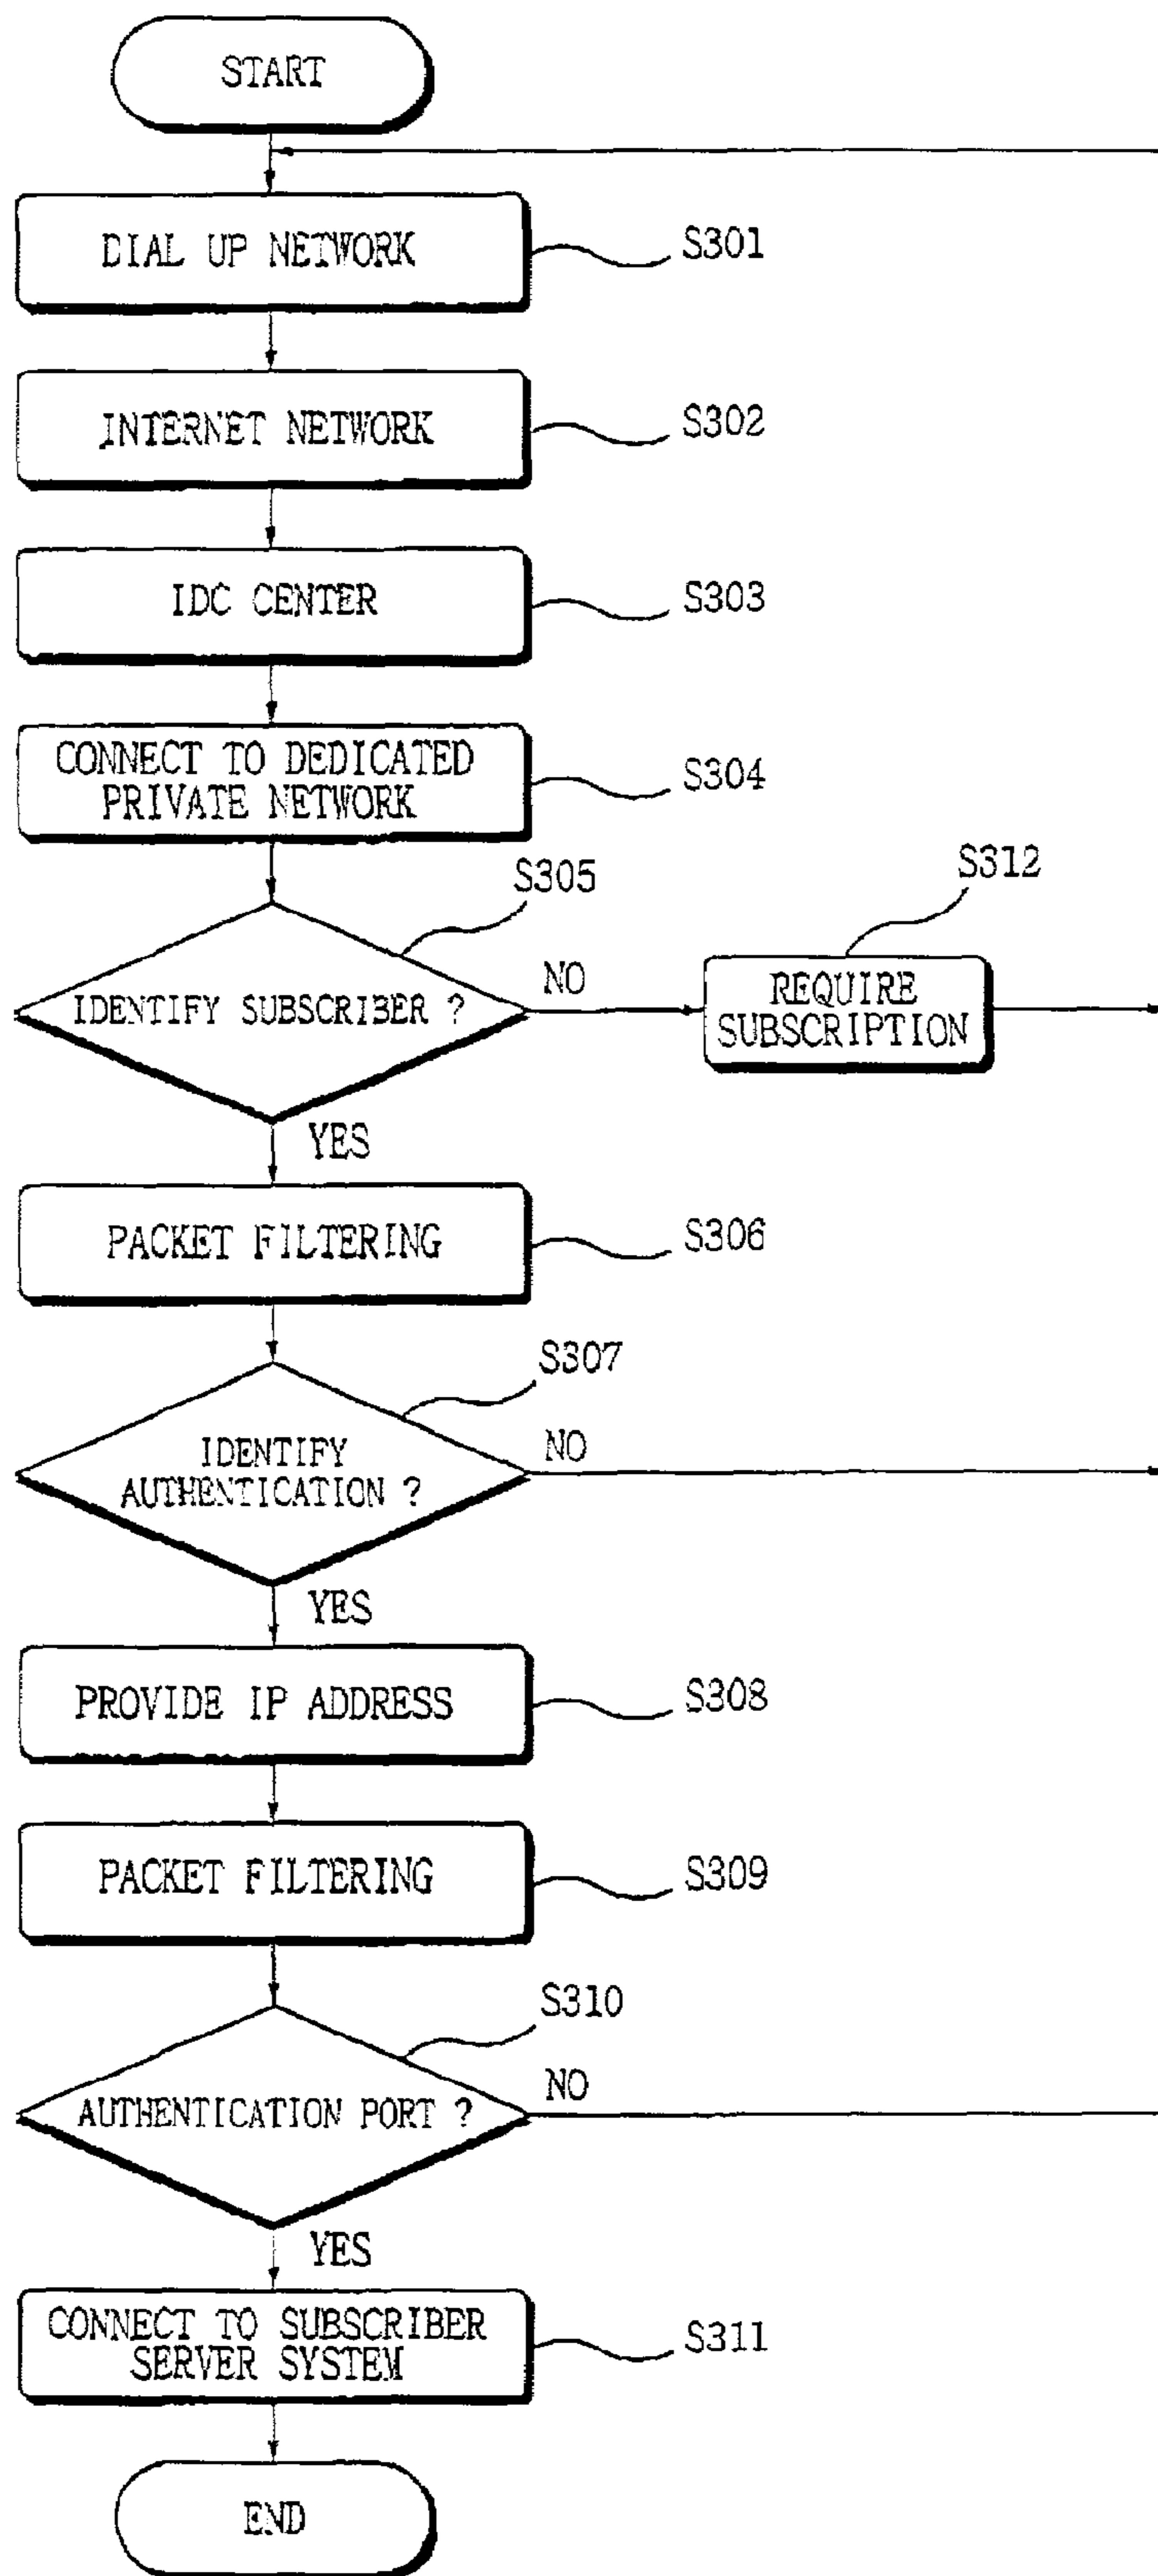 START
DIAL UP NETWORK
S301
INTERNET NETWORK
S302
IDC CENTER
S303
CONNECT TO DEDICATED
PRIVATE NETWORK
S304
S305
IDENTIFY SUBSCRIBER ?
NO
S312
REQUIRE
SUBSCRIPTION
YES
PACKET FILTERING
S306
S307
IDENTIFY
AUTHENTICATION ?
NO
YES
PROVIDE IP ADDRESS
S308
PACKET FILTERING
S309
S310
AUTHENTICATION PORT ?
NO
YES
CONNECT TO SUBSCRIBER
SERVER SYSTEM
S311
END